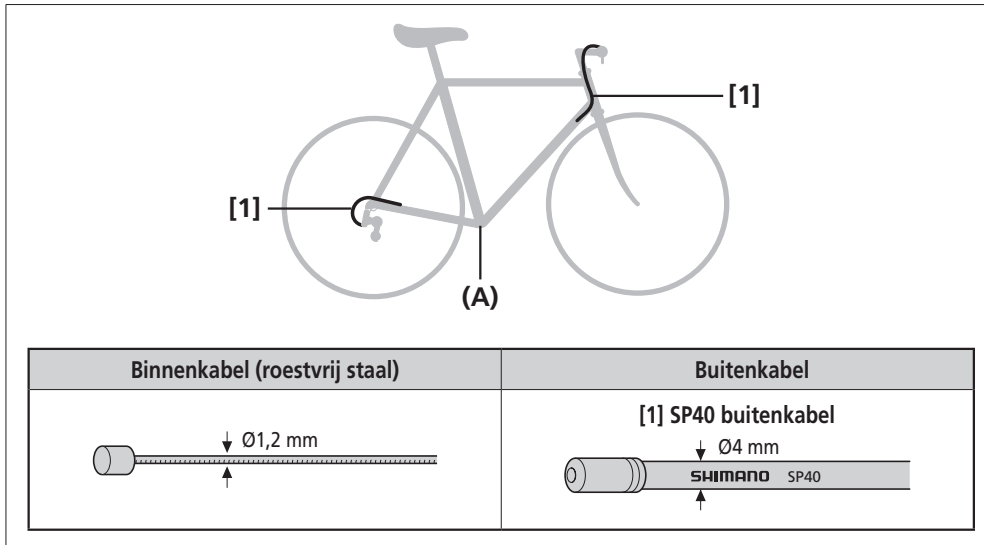 [1]
[1]
(A)
Binnenkabel (roestvrij staal)
Buitenkabel
Ø1,2 mm
[1] SP40 buitenkabel
Ø4 mm
SHIMANO SP40